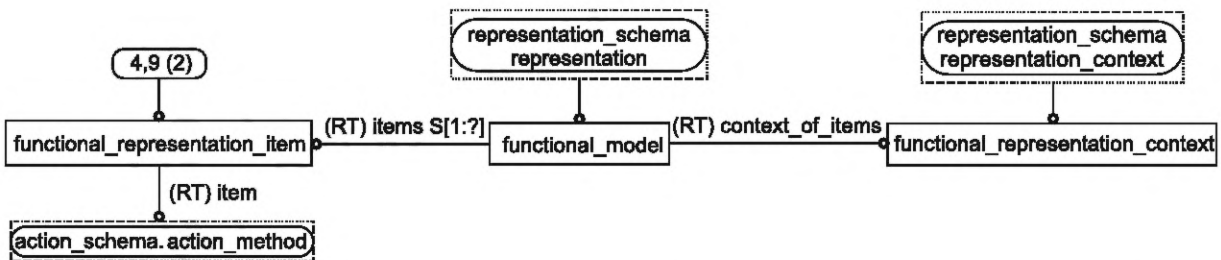 representation_schema
representation
representation_schema
representation_context
4,9 (2)
(RT) items S[1:?]
(RT) context_of_items
functional_representation_item
functional_model
functional_representation_context
(RT) item
action_schema.action_method